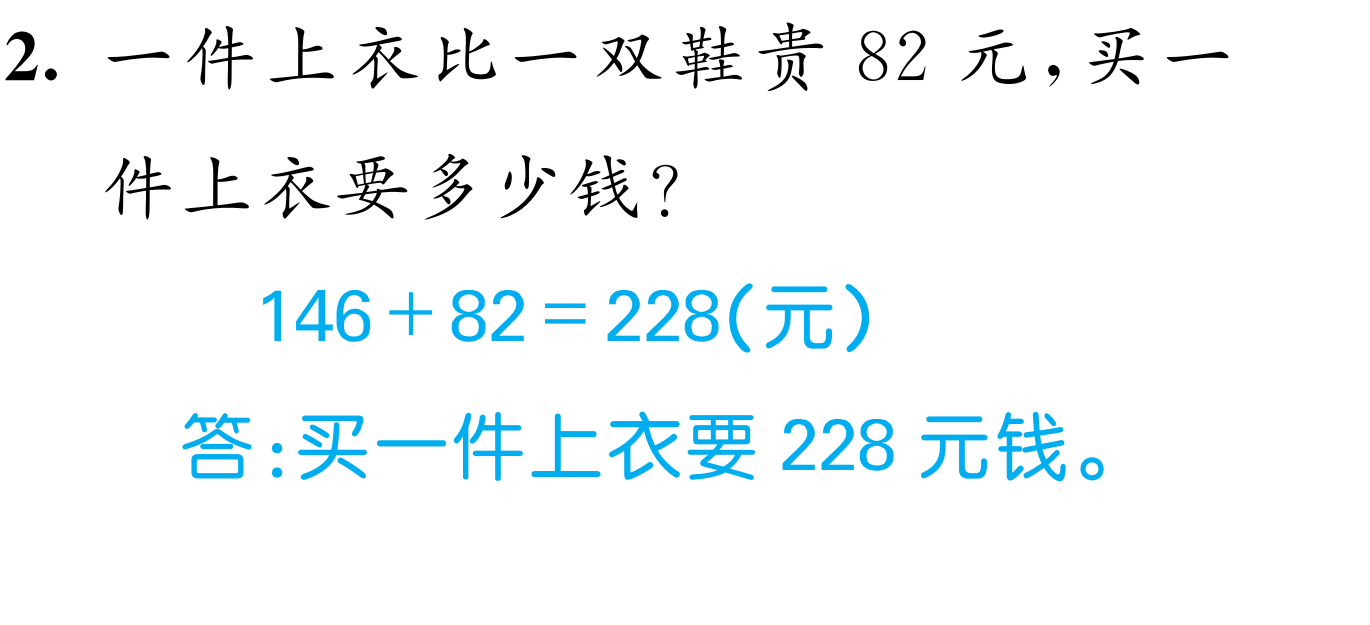 2. 一件上衣比一双鞋贵 82 元,买一
件上衣要多少钱?
146+82=228(元)
答:买一件上衣要 228 元钱。